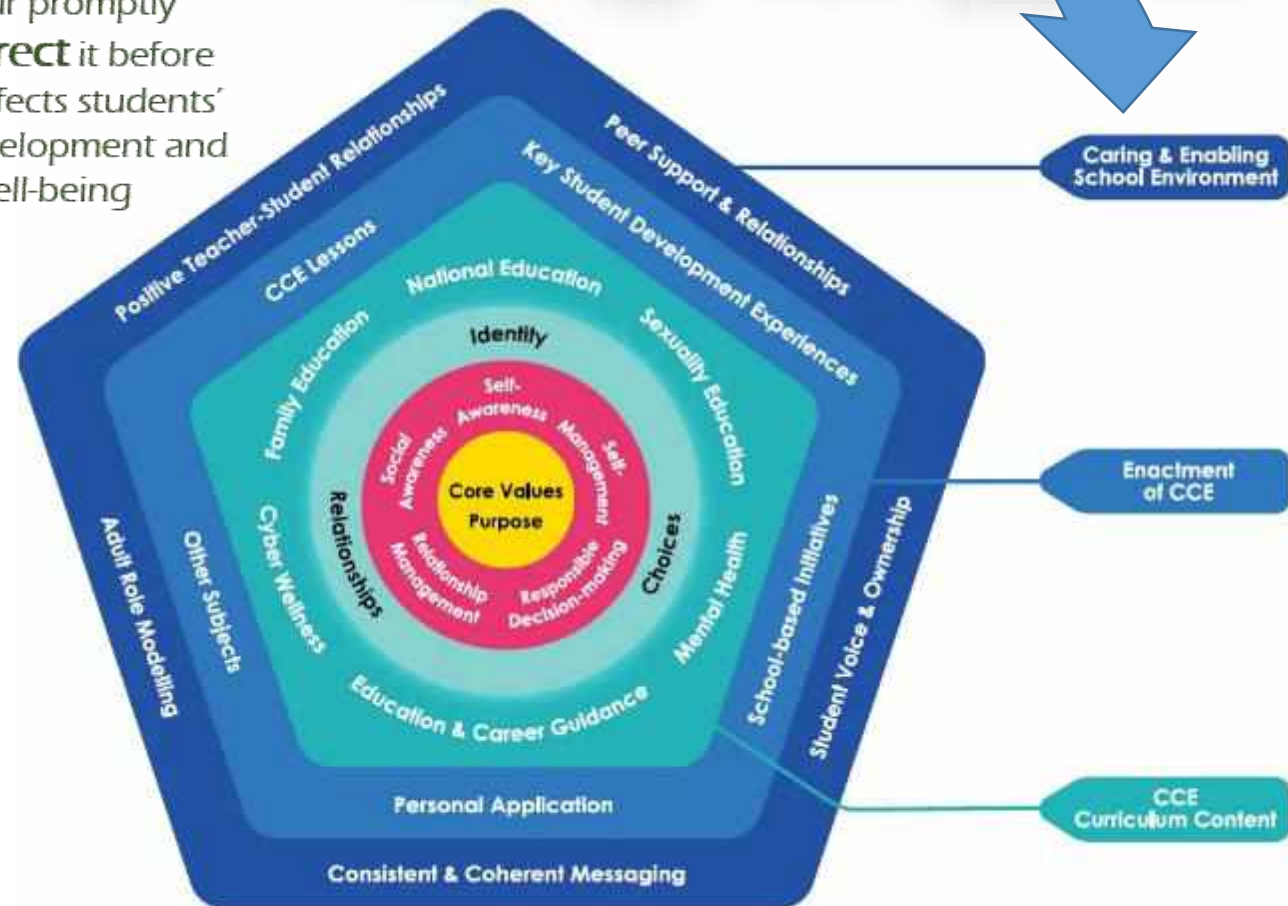 ur promptly
rect it before
ffects students'
elopment and
ell-being
Positive Teacher-Student Relationships
Peer Support & Relationships
CCE Lessons
Key Student Development Experiences
National Education
Family Education
Sexuality Education
Identity
Self-
Awareness
Social
Awareness
Self-
Management
Core Values
Purpose
Relationships
Choices
Relationship
Management
Responsible
Decision-making
Cyber Wellness
Mental Health
Education & Career Guidance
Other Subjects
School-based Initiatives
Adult Role Modelling
Student Voice & Ownership
Personal Application
Consistent & Coherent Messaging
Caring & Enabling
School Environment
Enactment
of CCE
CCE
Curriculum Content